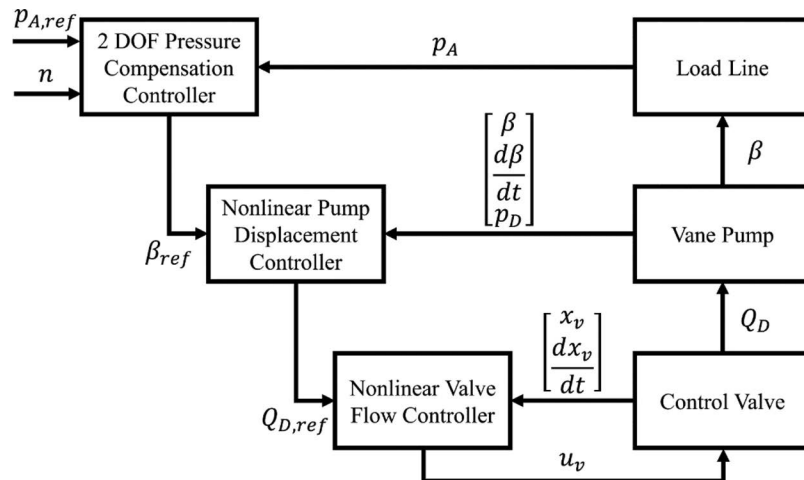 p_{A,ref}
n
2 DOF Pressure
Compensation
Controller
p_A
Load Line
β
dβ
dt
p_D
β
Nonlinear Pump
Displacement
Controller
Vane Pump
β_{ref}
Q_D
x_v
dx_v
dt
Nonlinear Valve
Flow Controller
Control Valve
Q_{D,ref}
u_v